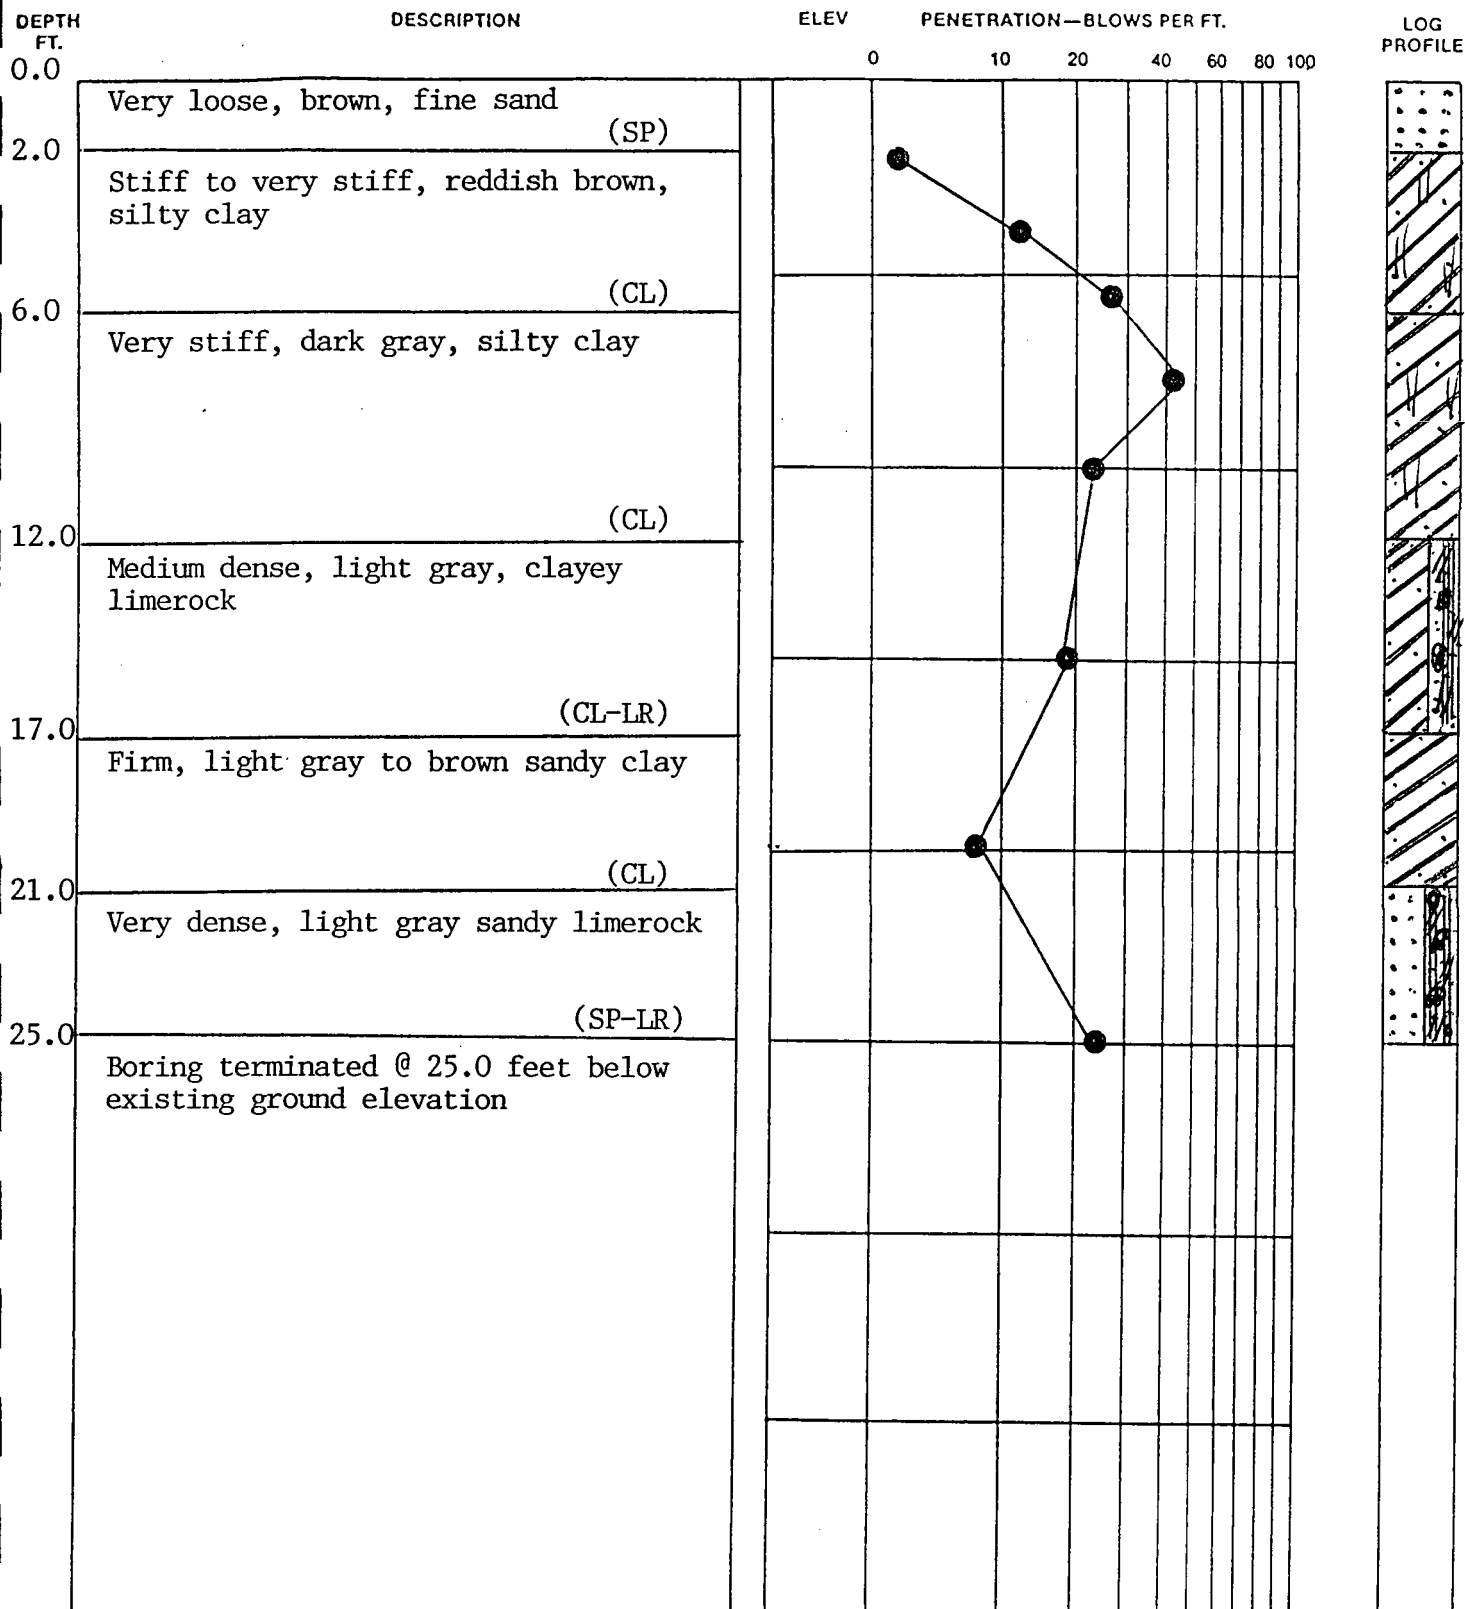 DEPTH DESCRIPTION ELEV PENETRATION—BLOWS PER FT. LOG
FT. PROFILE
0 10 20 40 60 80 100
0.0
Very loose, brown, fine sand
(SP)
2.0
Stiff to very stiff, reddish brown,
silty clay
(CL)
6.0
Very stiff, dark gray, silty clay
(CL)
12.0
Medium dense, light gray, clayey
limerock
(CL-LR)
17.0
Firm, light gray to brown sandy clay
(CL)
21.0
Very dense, light gray sandy limerock
(SP-LR)
25.0
Boring terminated @ 25.0 feet below
existing ground elevation